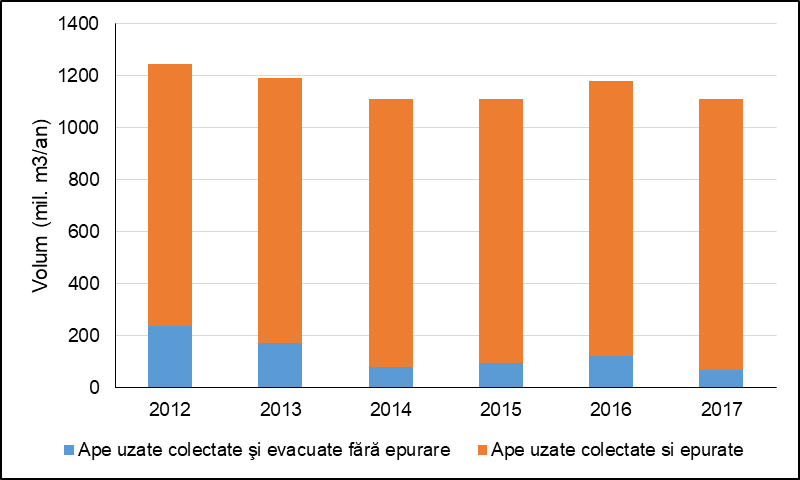 1400
1200
1000
800
600
400
200
0
Volum (mil. m3/an)
2012 2013 2014 2015 2016 2017
Ape uzate colectate şi evacuate fără epurare Ape uzate colectate si epurate